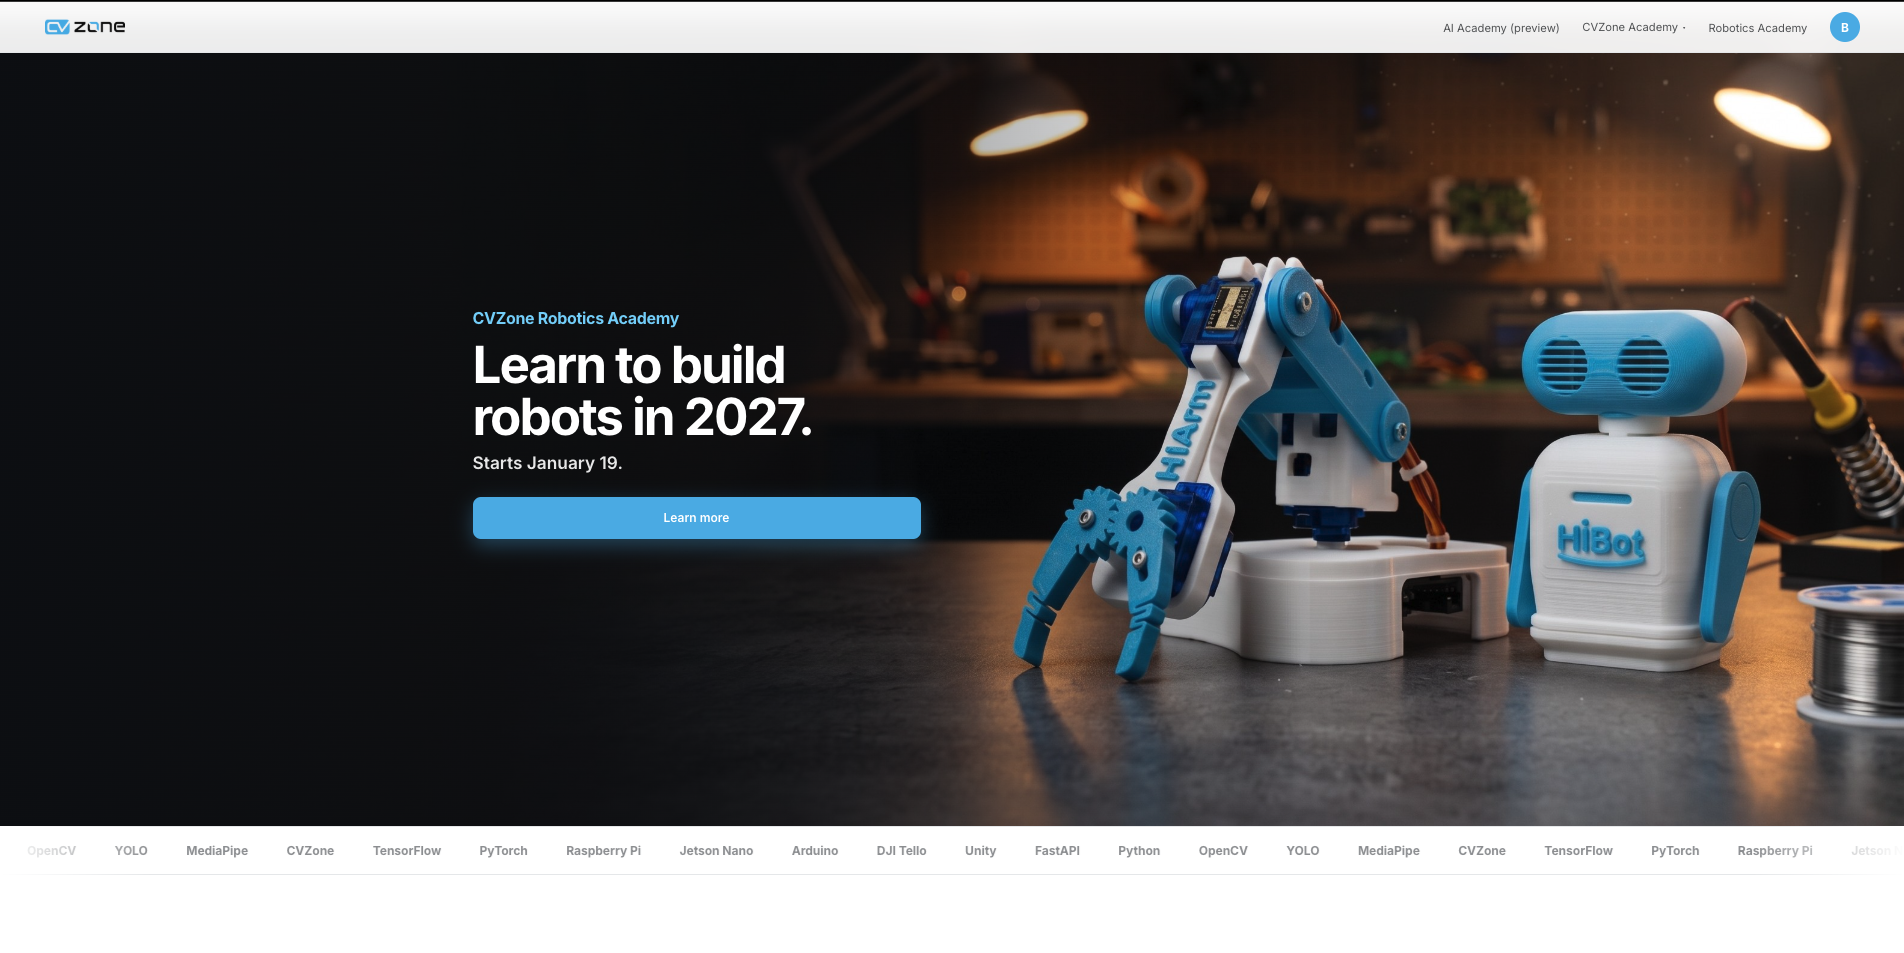 CVZone
AI Academy (preview)
CVZone Academy
Robotics Academy
B
CVZone Robotics Academy
Learn to build
robots in 2027.
Starts January 19.
Learn more
HiArm
HiBot
OpenCV YOLO MediaPipe CVZone TensorFlow PyTorch Raspberry Pi Jetson Nano Arduino DJI Tello Unity FastAPI Python OpenCV YOLO MediaPipe CVZone TensorFlow PyTorch Raspberry Pi Jetson